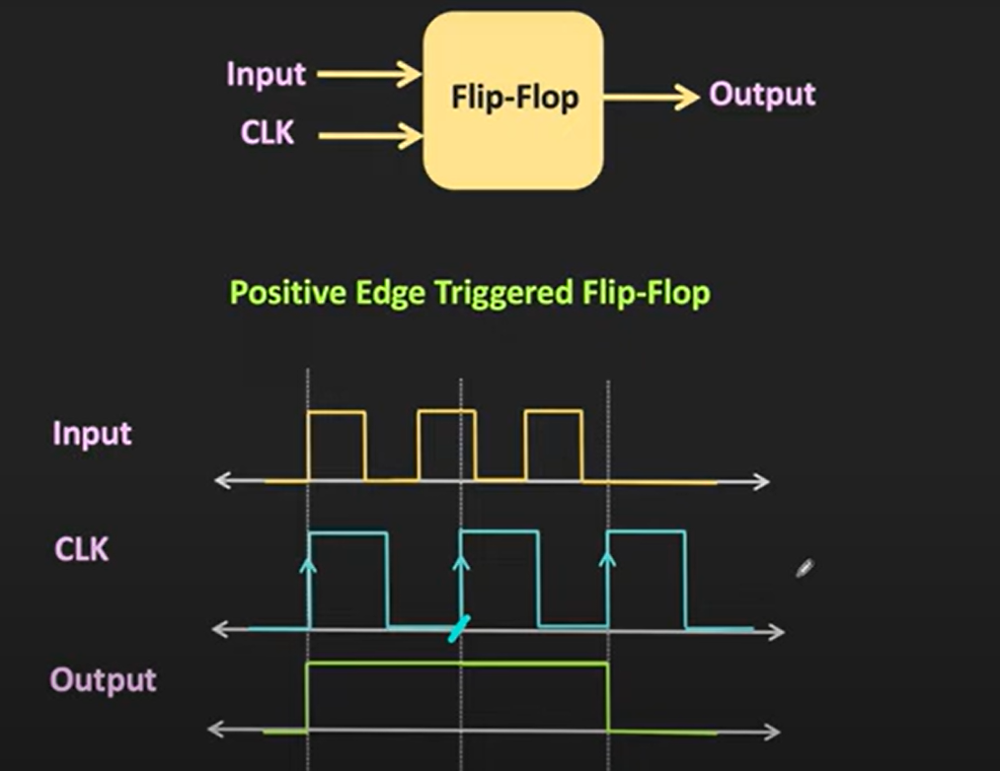 Input
CLK
Flip-Flop
Output
Positive Edge Triggered Flip-Flop
Input
CLK
Output